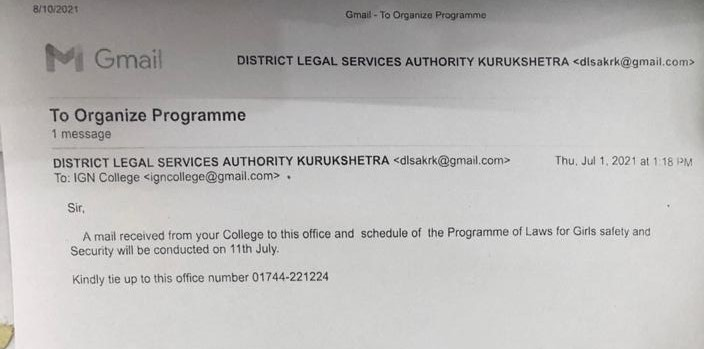 8/10/2021
Gmail - To Organize Programme
Gmail
DISTRICT LEGAL SERVICES AUTHORITY KURUKSHETRA <dlsakrk@gmail.com>
To Organize Programme
1 message
DISTRICT LEGAL SERVICES AUTHORITY KURUKSHETRA <dlsakrk@gmail.com>
Thu, Jul 1, 2021 at 1:18 PM
To: IGN College <igncollege@gmail.com>
Sir,
A mail received from your College to this office and schedule of the Programme of Laws for Girls safety and
Security will be conducted on 11th July.
Kindly tie up to this office number 01744-221224